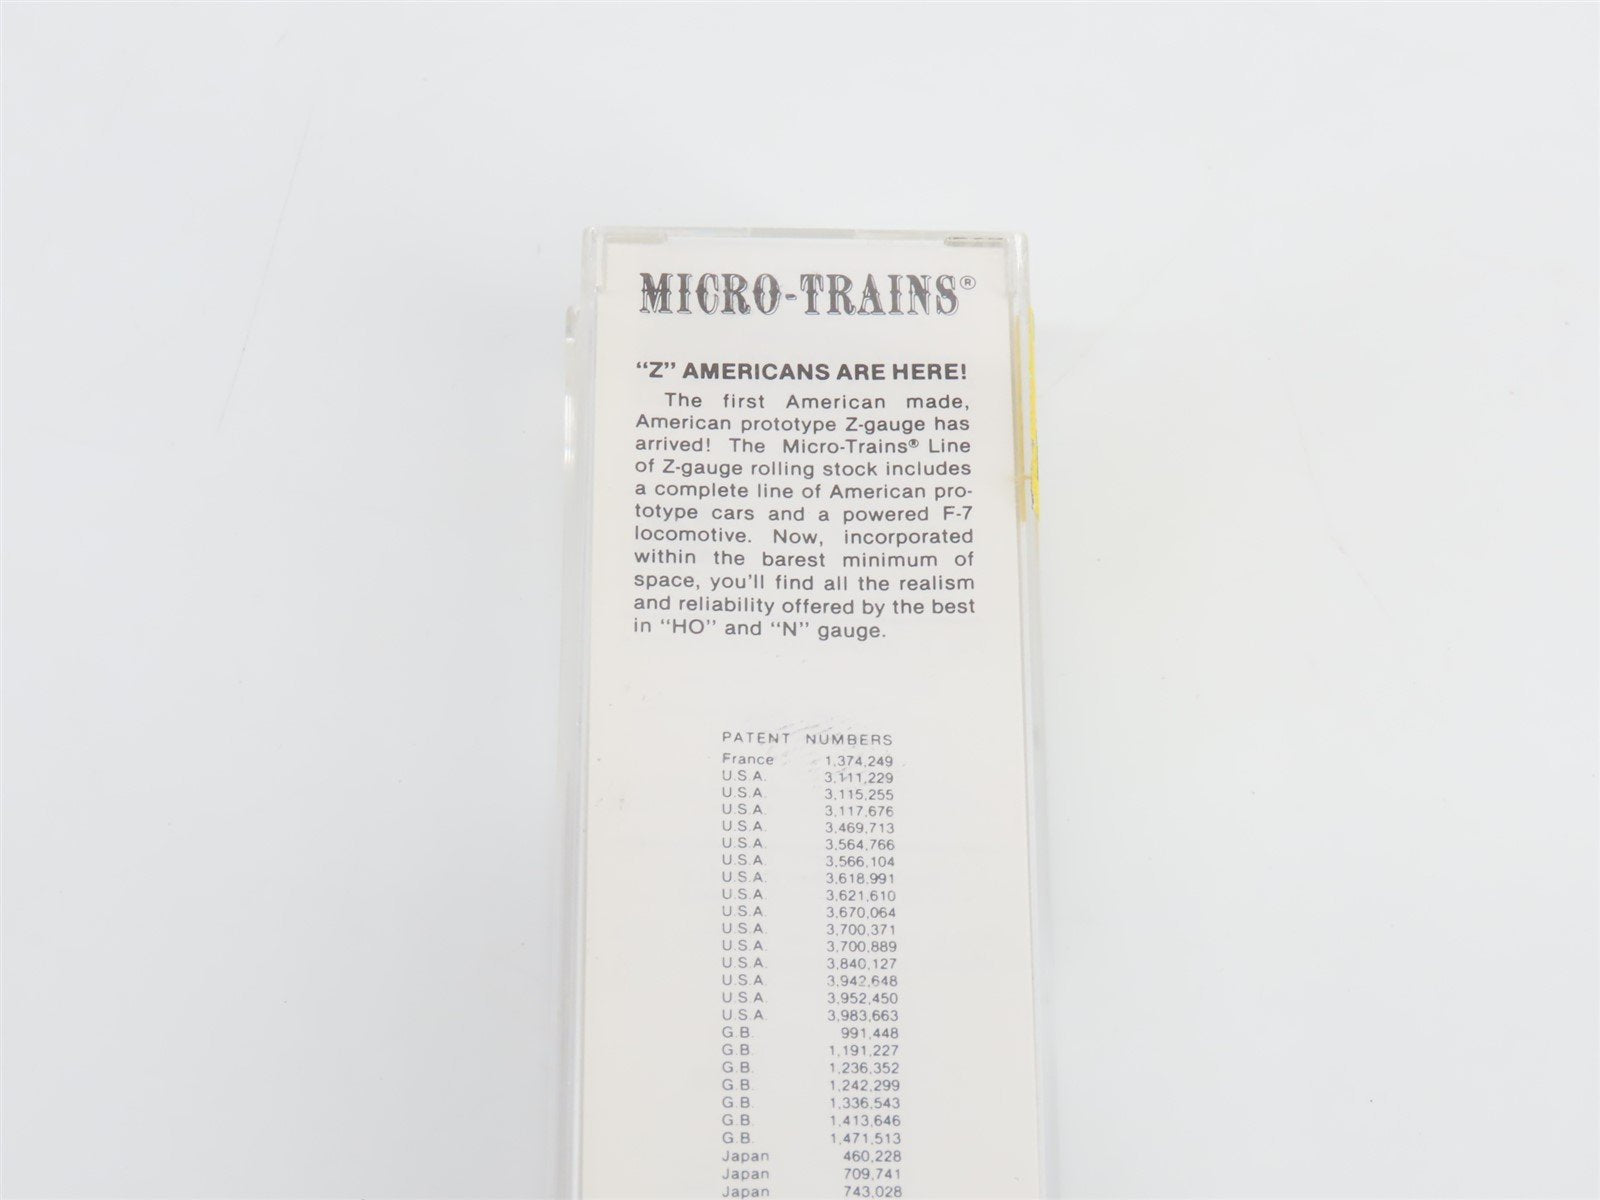 MICRO-TRAINS®
“Z” AMERICANS ARE HERE!
The first American made,
American prototype Z-gauge has
arrived! The Micro-Trains® Line
of Z-gauge rolling stock includes
a complete line of American pro-
totype cars and a powered F-7
locomotive. Now, incorporated
within the barest minimum of
space, you'll find all the realism
and reliability offered by the best
in “HO” and “N” gauge.
PATENT NUMBERS
France 1,374,249
U.S.A. 3,111,229
U.S.A. 3,115,255
U.S.A. 3,117,676
U.S.A. 3,469,713
U.S.A. 3,564,766
U.S.A. 3,566,104
U.S.A. 3,618,991
U.S.A. 3,621,610
U.S.A. 3,670,064
U.S.A. 3,700,371
U.S.A. 3,700,889
U.S.A. 3,840,127
U.S.A. 3,942,648
U.S.A. 3,952,450
U.S.A. 3,983,663
G.B. 991,448
G.B. 1,191,227
G.B. 1,236,352
G.B. 1,242,299
G.B. 1,336,543
G.B. 1,413,646
G.B. 1,471,513
Japan 460,228
Japan 709,741
Japan 743,028